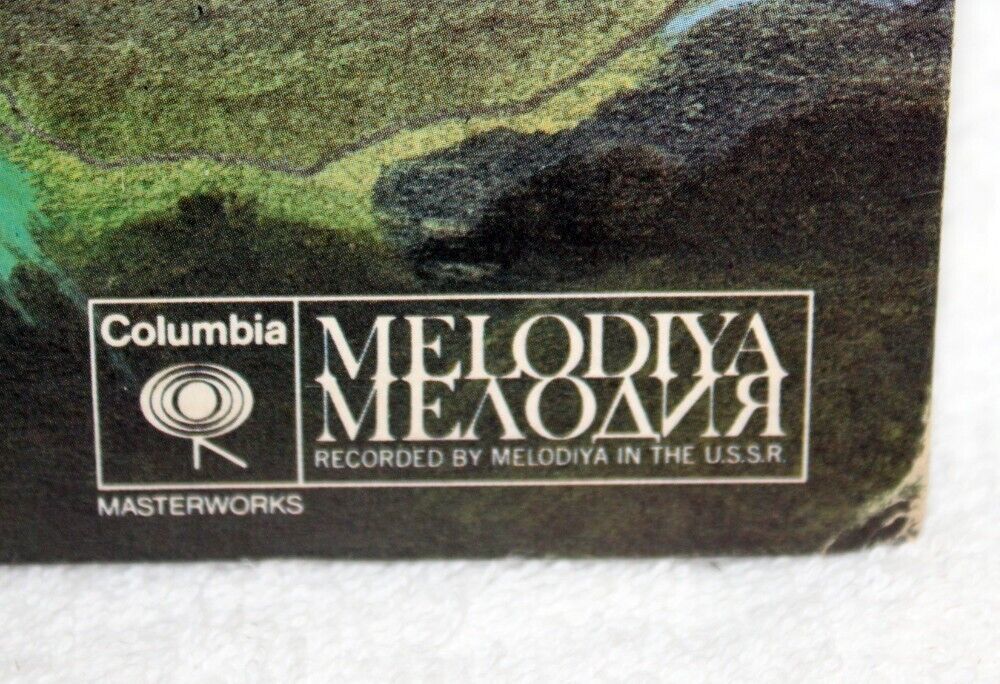 Columbia
MELODIYA
МЕЛОДИЯ
RECORDED BY MELODIYA IN THE U.S.S.R.
MASTERWORKS